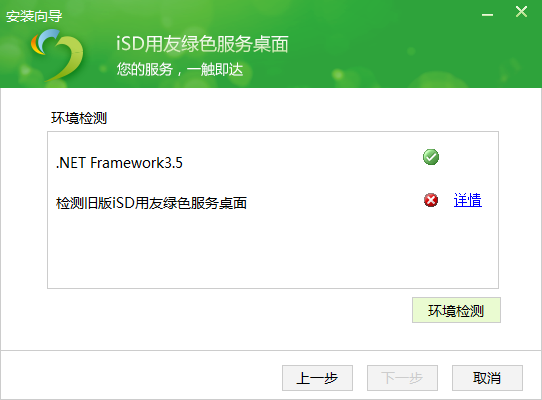 安装向导
iSD用友绿色服务桌面
您的服务，一触即达
环境检测
.NET Framework3.5
检测旧版iSD用友绿色服务桌面
详情
环境检测
上一步
下一步
取消